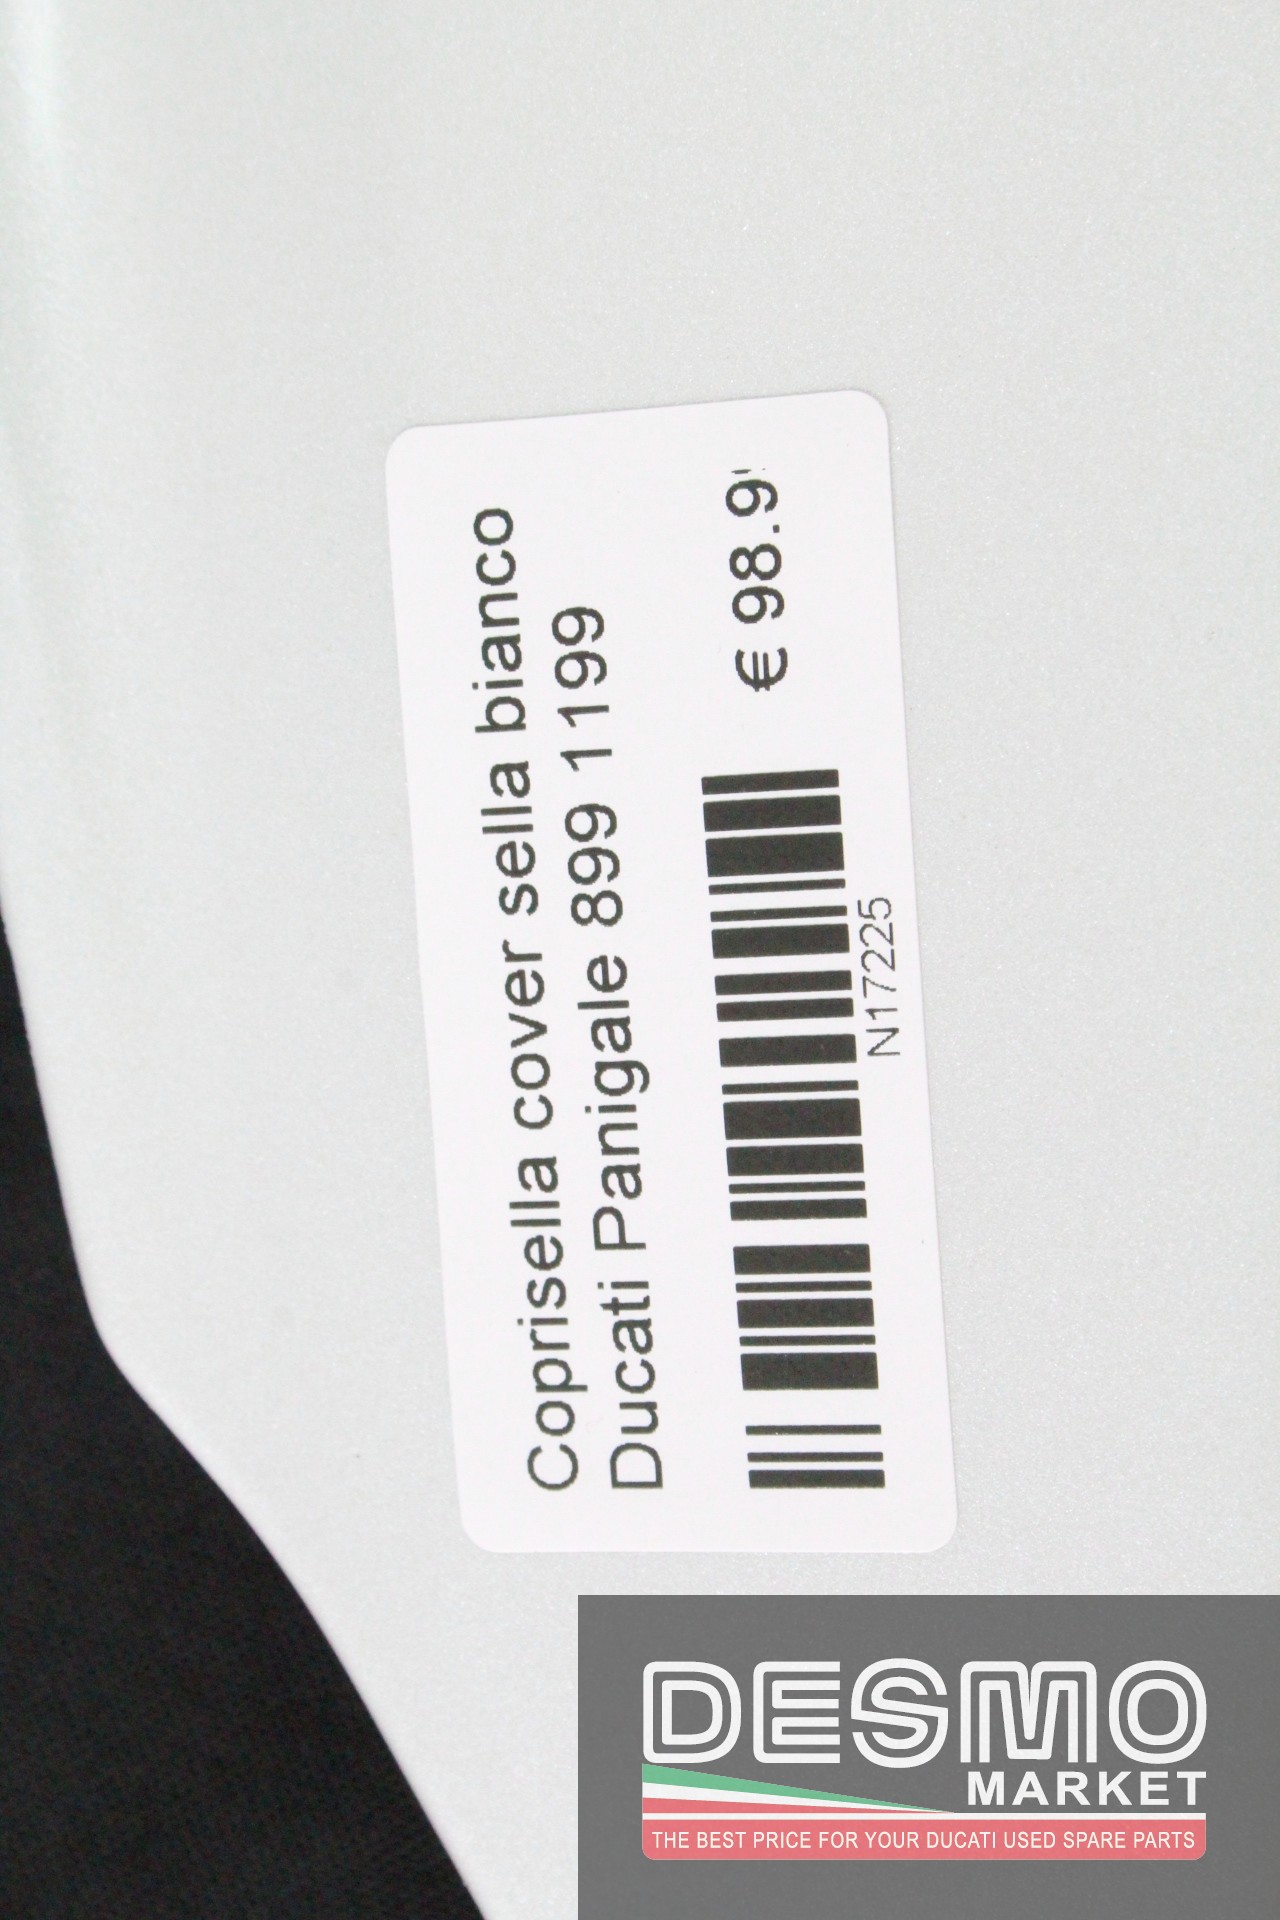 Coprisella cover sella bianco
Ducati Panigale 899 1199
€ 98.9
N17225
DESMO
MARKET
THE BEST PRICE FOR YOUR DUCATI USED SPARE PARTS